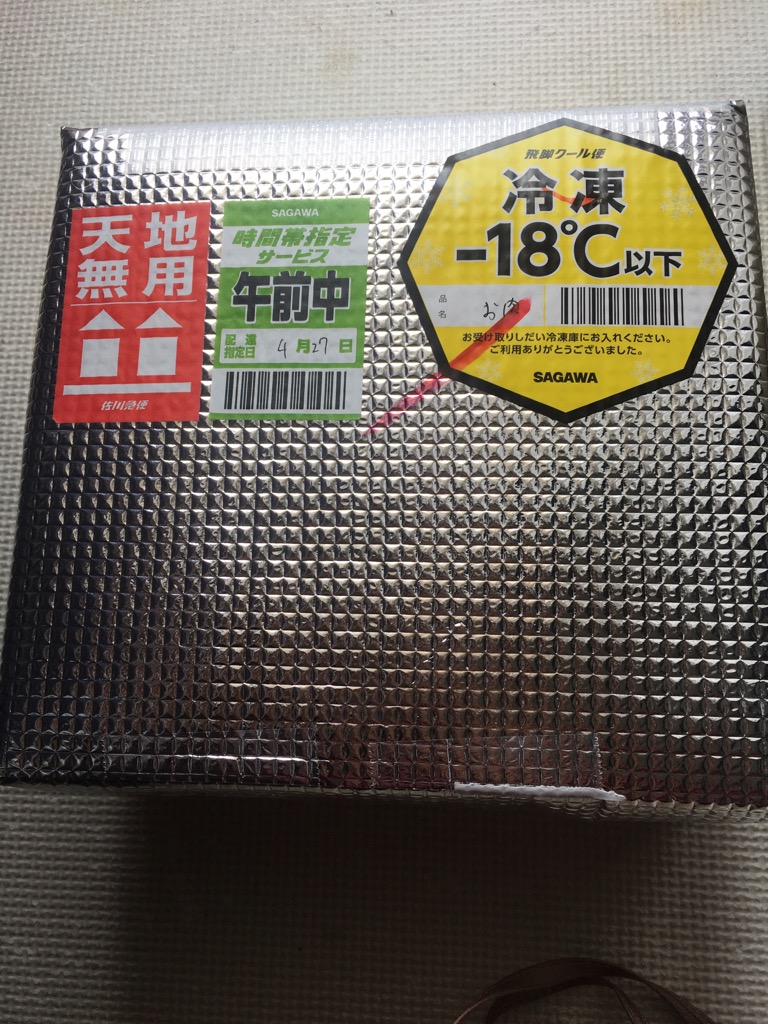 天地
無用
佐川急便
SAGAWA
時間帯指定
サービス
午前中
配達
指定日
4月27日
飛脚クール便
冷凍
-18℃以下
品名
お肉
お受け取りしだい冷凍庫にお入れください。
ご利用ありがとうございました。
SAGAWA